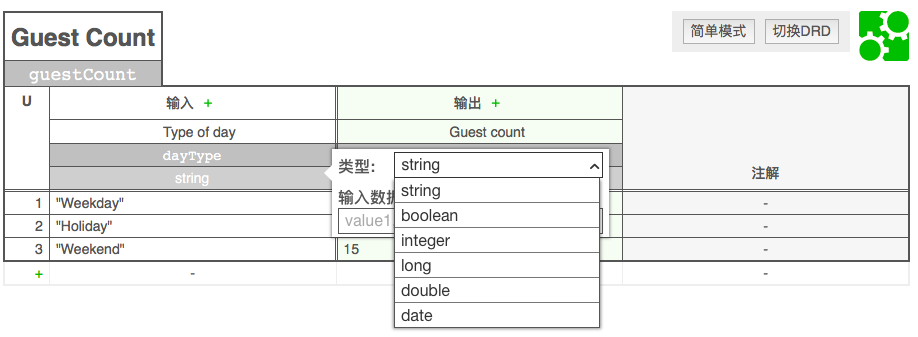 Guest Count
简单模式 切换DRD
guestCount
U 输入 + 输出 +
Type of day Guest count
dayType
string
注解
类型: string
输入数据
value1
string
boolean
integer
long
double
date
1 "Weekday" -
2 "Holiday" -
3 "Weekend" 15 -
+ - -